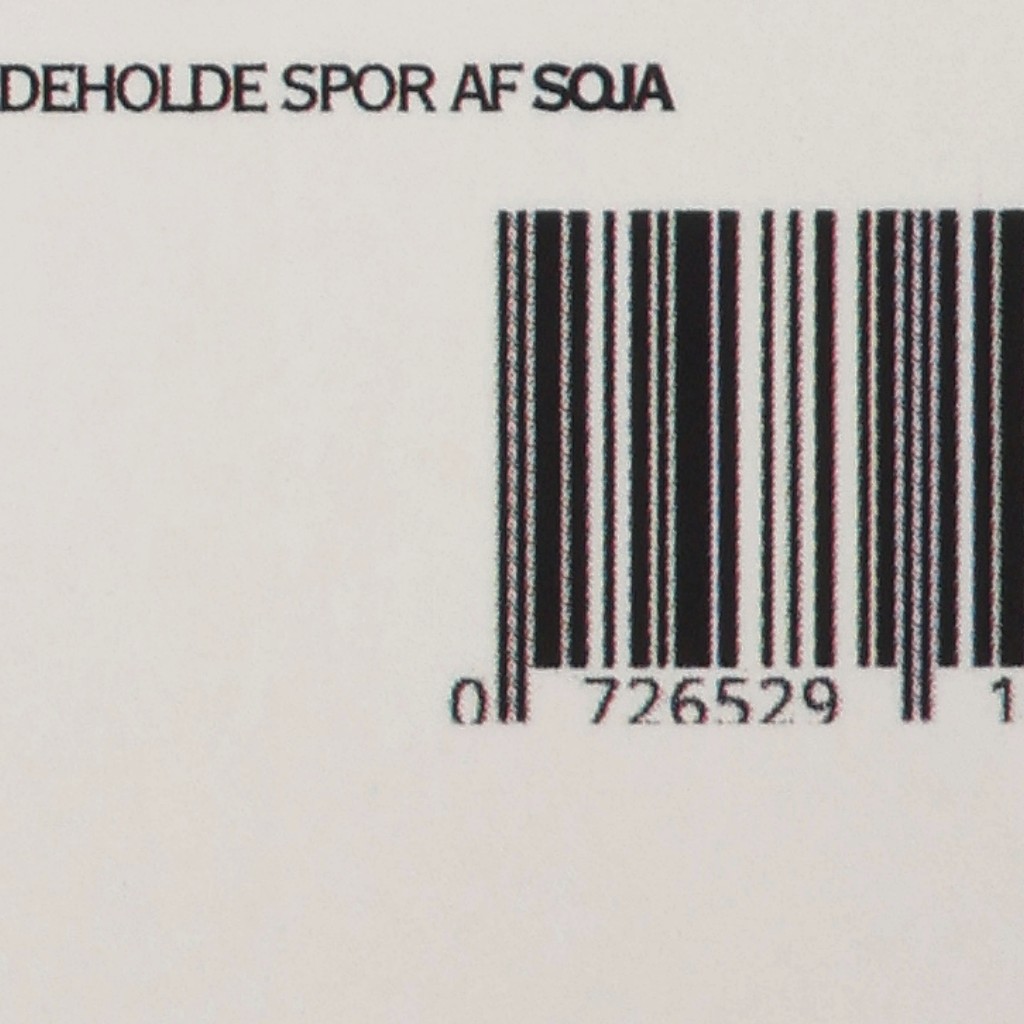 DEHOLDE SPOR AF SOJA
0 726529 1